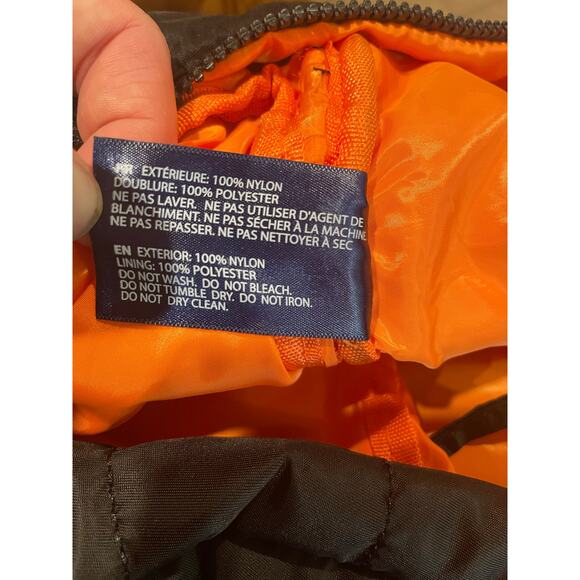 FR EXTÉRIEURE: 100% NYLON
DOUBLURE: 100% POLYESTER
NE PAS LAVER. NE PAS UTILISER D'AGENT DE
BLANCHIMENT. NE PAS SÉCHER À LA MACHINE
NE PAS REPASSER. NE PAS NETTOYER À SEC
EN EXTERIOR: 100% NYLON
LINING: 100% POLYESTER
DO NOT WASH. DO NOT BLEACH.
DO NOT TUMBLE DRY. DO NOT IRON.
DO NOT DRY CLEAN.